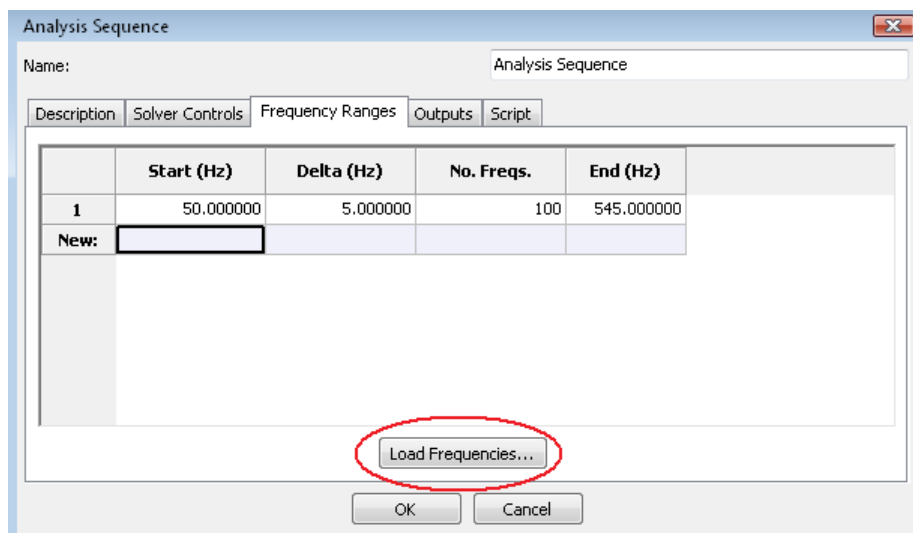 Analysis Sequence
Name: Analysis Sequence
Description Solver Controls Frequency Ranges Outputs Script
Start (Hz) Delta (Hz) No. Freqs. End (Hz)
1 50.000000 5.000000 100 545.000000
New:
Load Frequencies...
OK Cancel